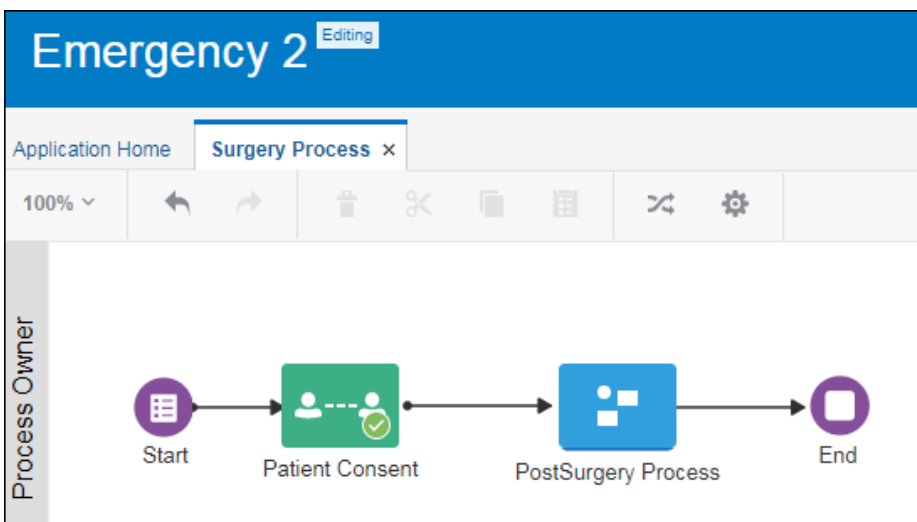 Emergency 2 Editing
Application Home Surgery Process ×
100%
Process Owner
Start Patient Consent PostSurgery Process End